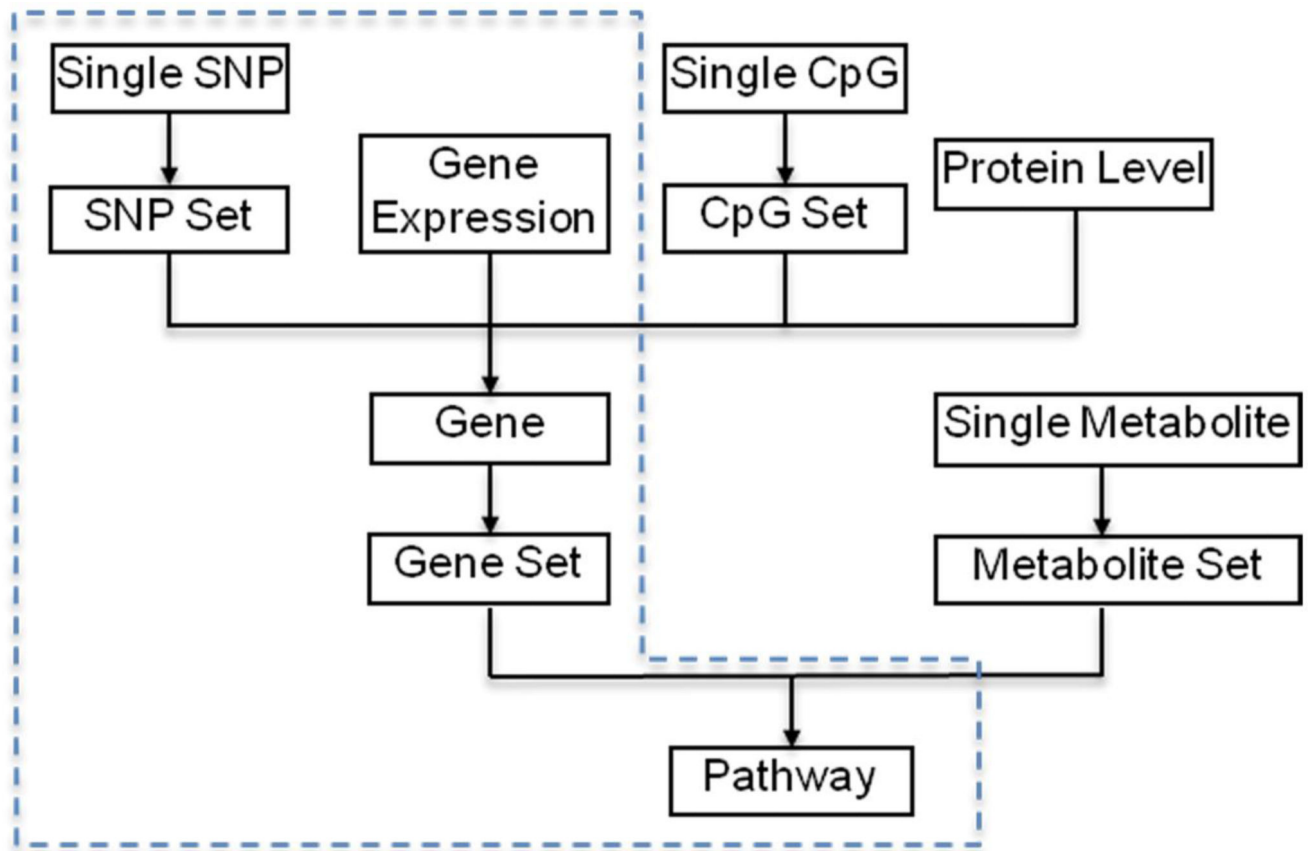 Single SNP
Single CpG
Gene
Expression
Protein Level
SNP Set
CpG Set
Gene
Single Metabolite
Gene Set
Metabolite Set
Pathway